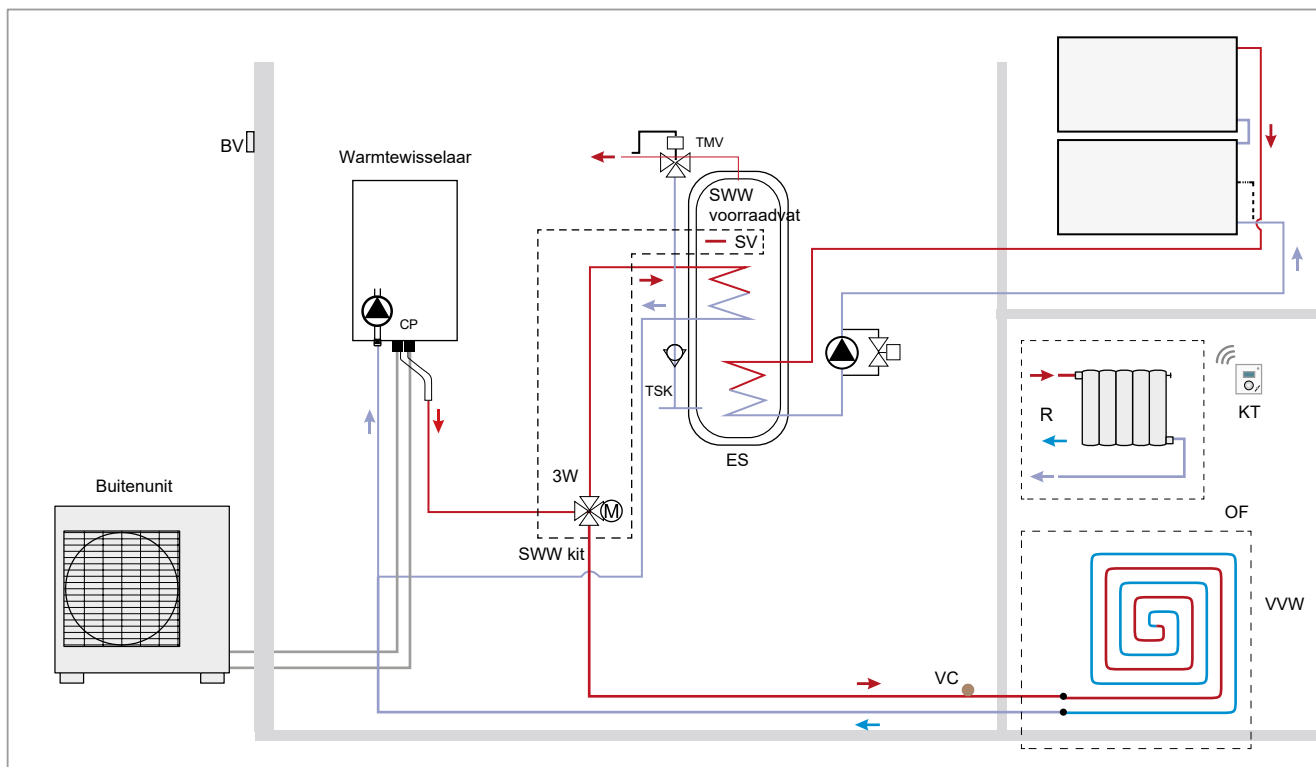 BV
Warmtewisselaar
TMV
SWW
voorraadvat
SV
CP
TSK
ES
R
KT
3W
M
Buitenunit
SWW kit
OF
VVW
VC